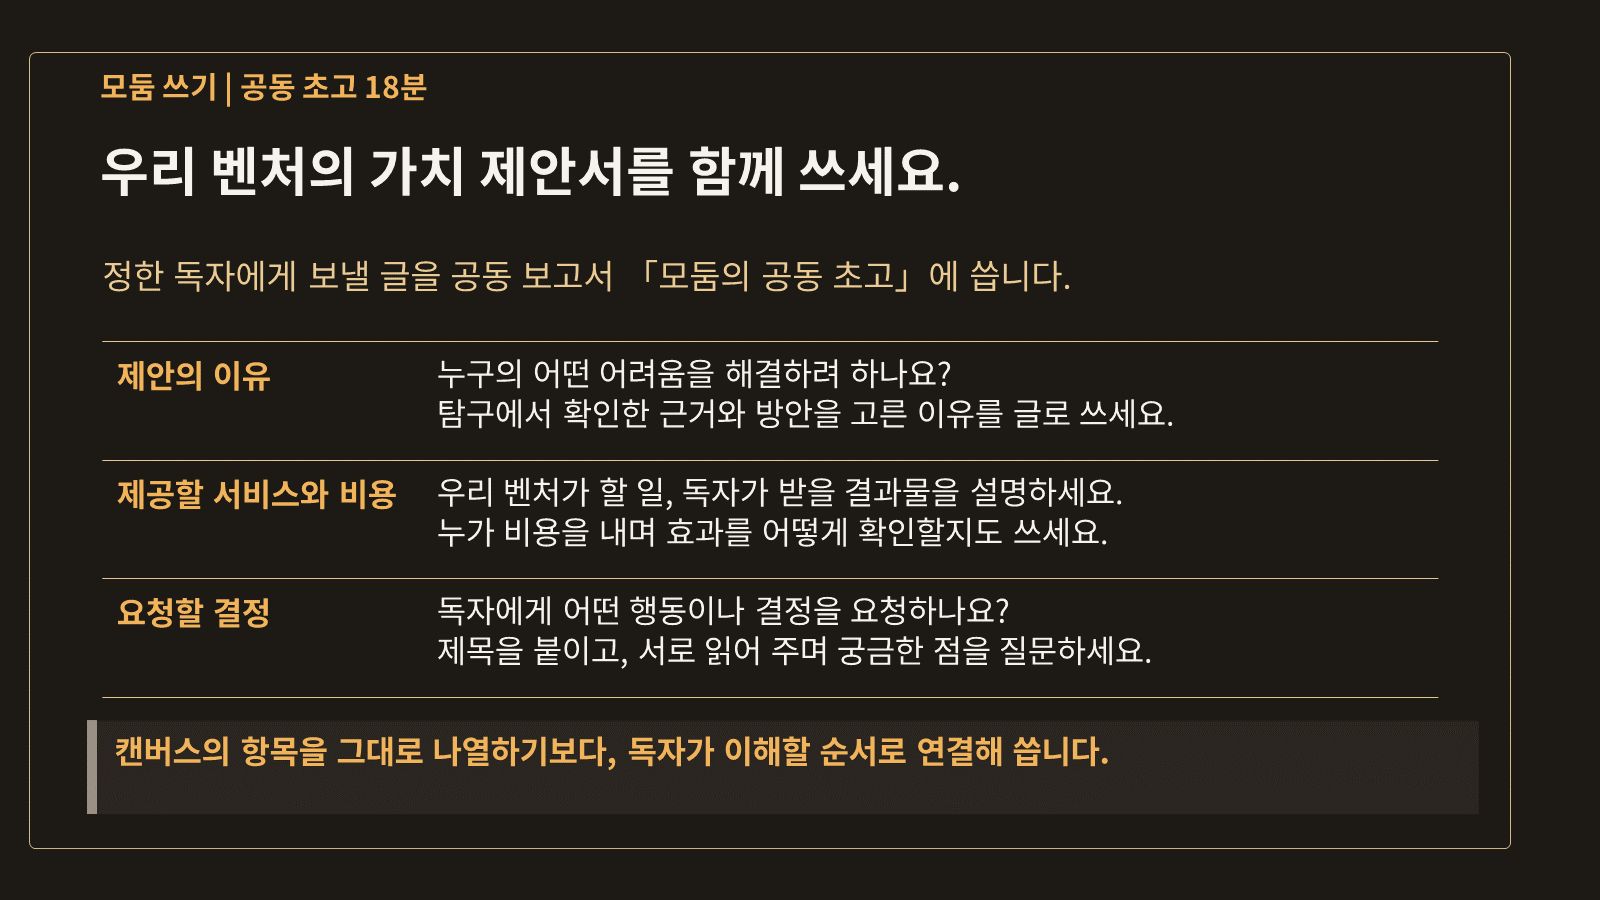 모둠 쓰기 | 공동 초고 18분
우리 벤처의 가치 제안서를 함께 쓰세요.
정한 독자에게 보낼 글을 공동 보고서 「모둠의 공동 초고」에 씁니다.
제안의 이유
누구의 어떤 어려움을 해결하려 하나요?
탐구에서 확인한 근거와 방안을 고른 이유를 글로 쓰세요.
제공할 서비스와 비용
우리 벤처가 할 일, 독자가 받을 결과물을 설명하세요.
누가 비용을 내며 효과를 어떻게 확인할지도 쓰세요.
요청할 결정
독자에게 어떤 행동이나 결정을 요청하나요?
제목을 붙이고, 서로 읽어 주며 궁금한 점을 질문하세요.
캔버스의 항목을 그대로 나열하기보다, 독자가 이해할 순서로 연결해 씁니다.